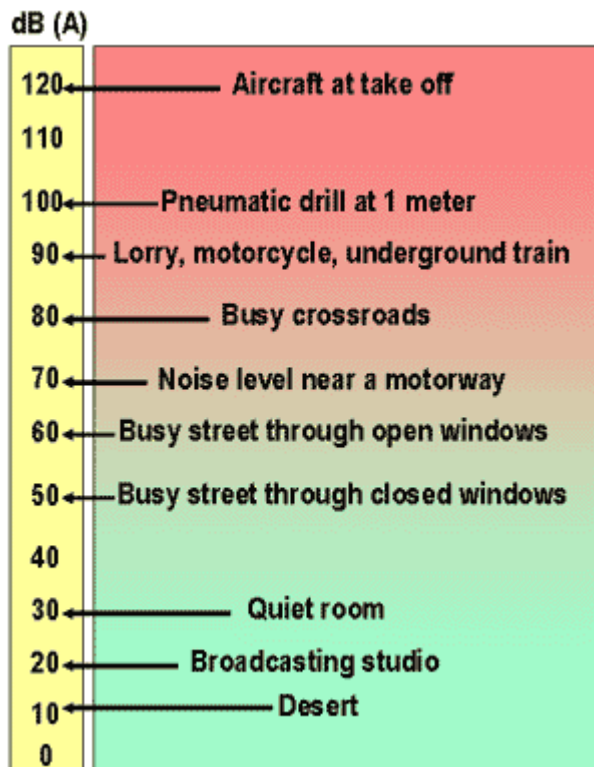 dB (A)
120 Aircraft at take off
110
100 Pneumatic drill at 1 meter
90 Lorry, motorcycle, underground train
80 Busy crossroads
70 Noise level near a motorway
60 Busy street through open windows
50 Busy street through closed windows
40
30 Quiet room
20 Broadcasting studio
10 Desert
0